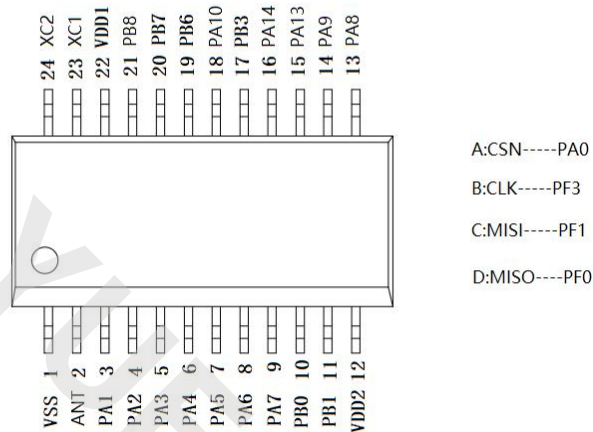 24 XC2
23 XC1
22 VDD1
21 PB8
20 PB7
19 PB6
18 PA10
17 PB3
16 PA14
15 PA13
14 PA9
13 PA8
A:CSN-----PA0
B:CLK-----PF3
C:MISI-----PF1
D:MISO----PF0
VSS 1
ANT 2
PA1 3
PA2 4
PA3 5
PA4 6
PA5 7
PA6 8
PA7 9
PB0 10
PB1 11
VDD2 12